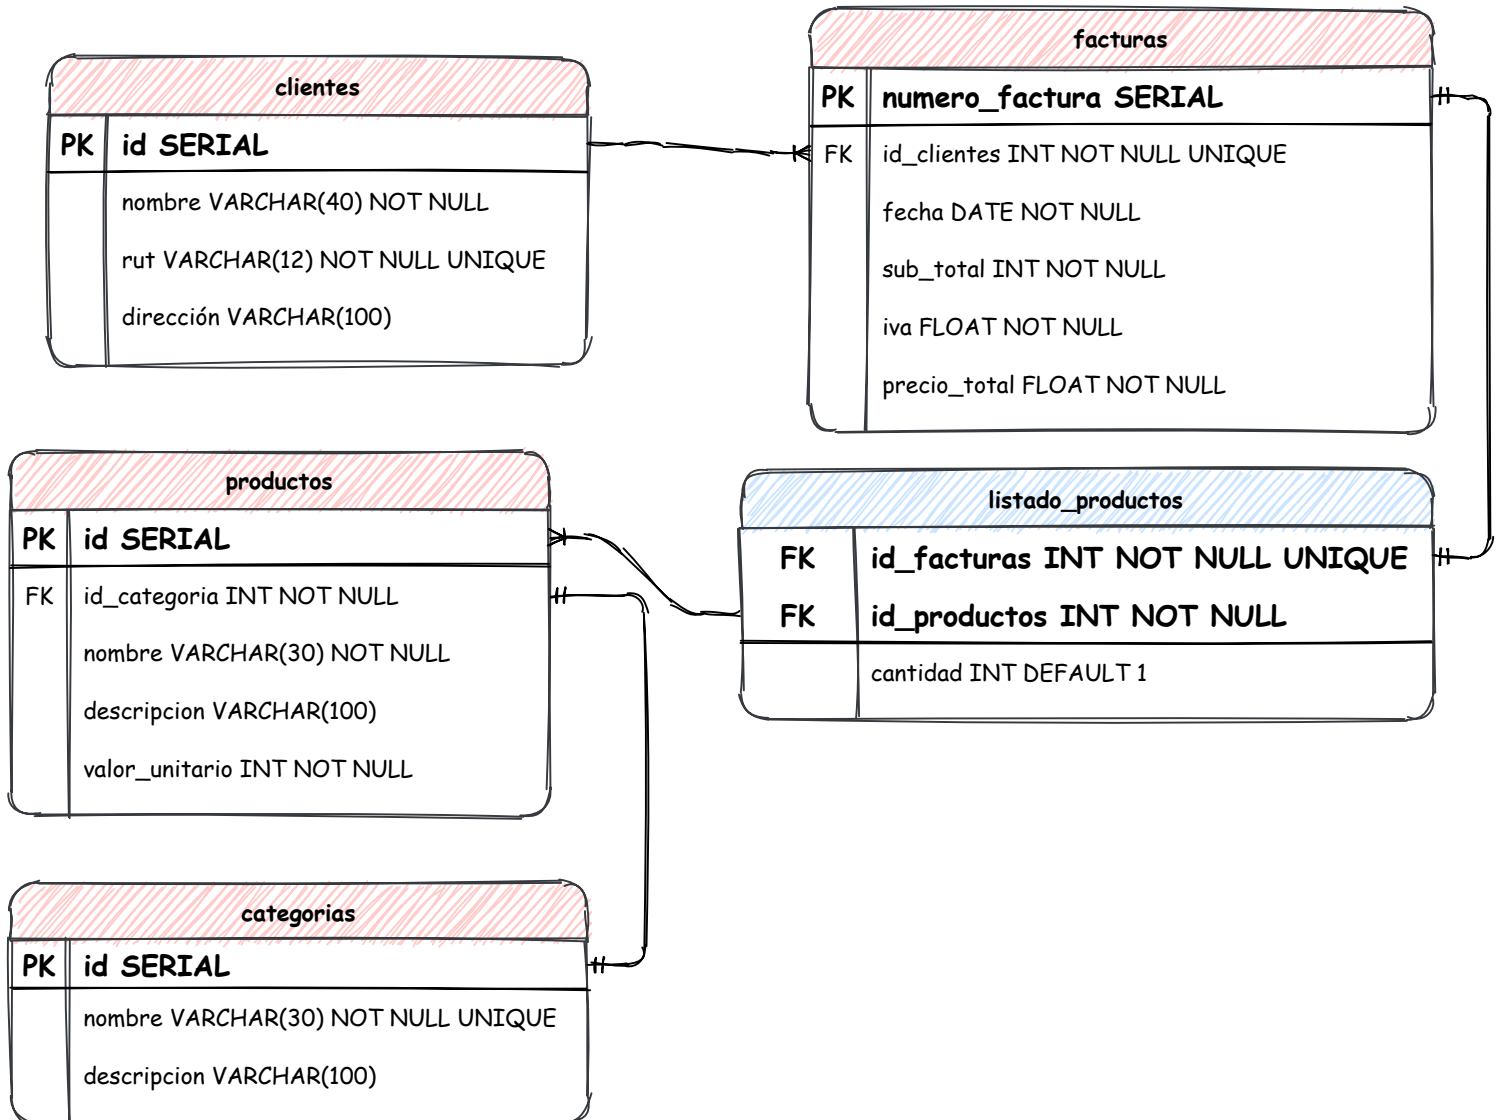 clientes
PK id SERIAL
nombre VARCHAR(40) NOT NULL
rut VARCHAR(12) NOT NULL UNIQUE
dirección VARCHAR(100)
facturas
PK numero_factura SERIAL
FK id_clientes INT NOT NULL UNIQUE
fecha DATE NOT NULL
sub_total INT NOT NULL
iva FLOAT NOT NULL
precio_total FLOAT NOT NULL
productos
PK id SERIAL
FK id_categoria INT NOT NULL
nombre VARCHAR(30) NOT NULL
descripcion VARCHAR(100)
valor_unitario INT NOT NULL
listado_productos
FK id_facturas INT NOT NULL UNIQUE
FK id_productos INT NOT NULL
cantidad INT DEFAULT 1
categorias
PK id SERIAL
nombre VARCHAR(30) NOT NULL UNIQUE
descripcion VARCHAR(100)